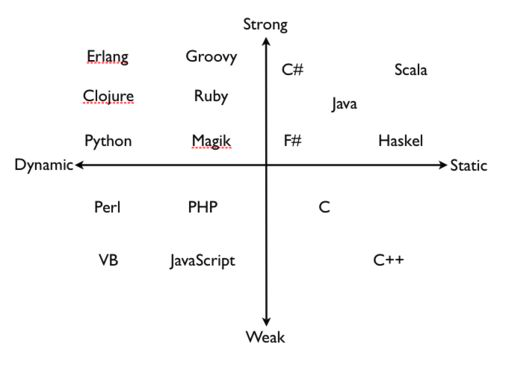 Strong
Erlang Groovy C# Scala
Clojure Ruby Java
Python Magik F# Haskel
Dynamic Static
Perl PHP C
VB JavaScript C++
Weak